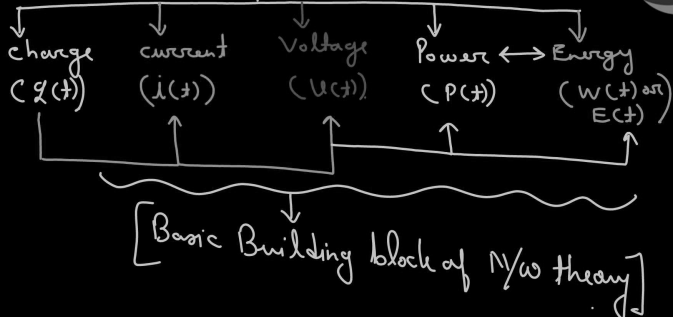 charge current Voltage Power ↔ Energy
(q(t)) (i(t)) (v(t)) (P(t)) (W(t) or E(t))
[Basic Building block of N/w theory]